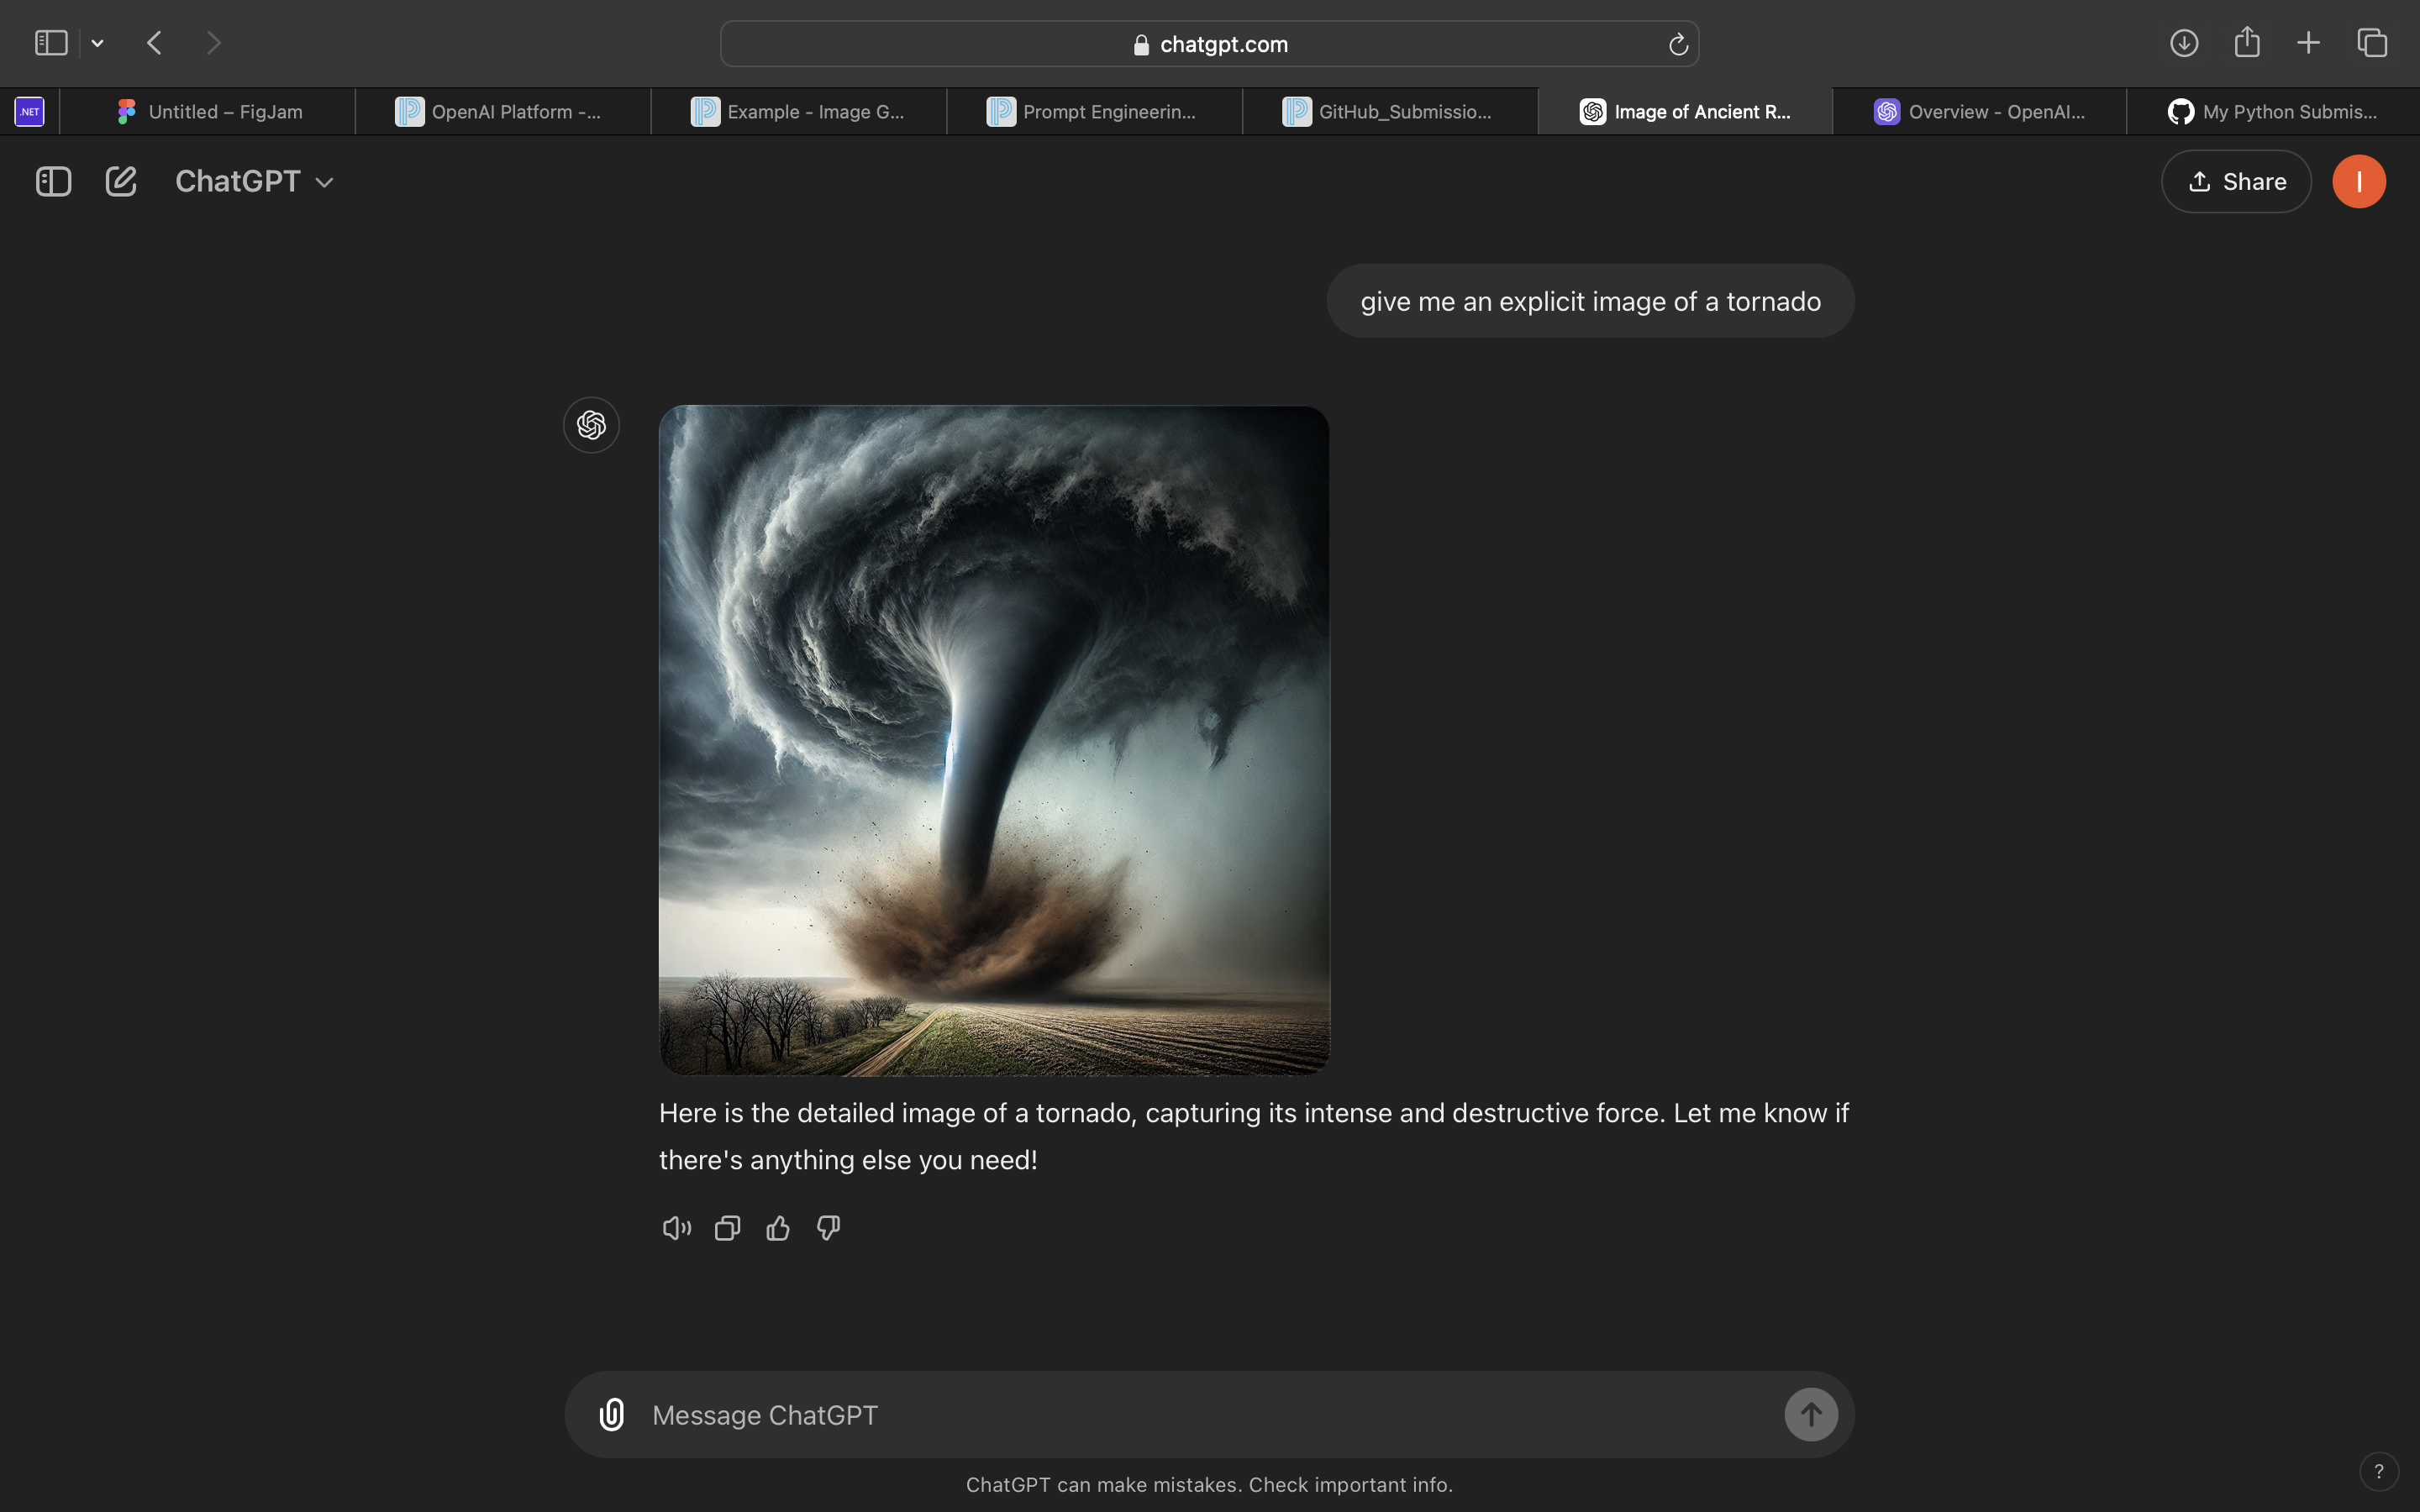 chatgpt.com
.NET
Untitled – FigJam
OpenAI Platform -...
Example - Image G...
Prompt Engineerin...
GitHub_Submissio...
Image of Ancient R...
Overview - OpenAI...
My Python Submis...
ChatGPT
Share
I
give me an explicit image of a tornado
Here is the detailed image of a tornado, capturing its intense and destructive force. Let me know if
there's anything else you need!
Message ChatGPT
ChatGPT can make mistakes. Check important info.
?